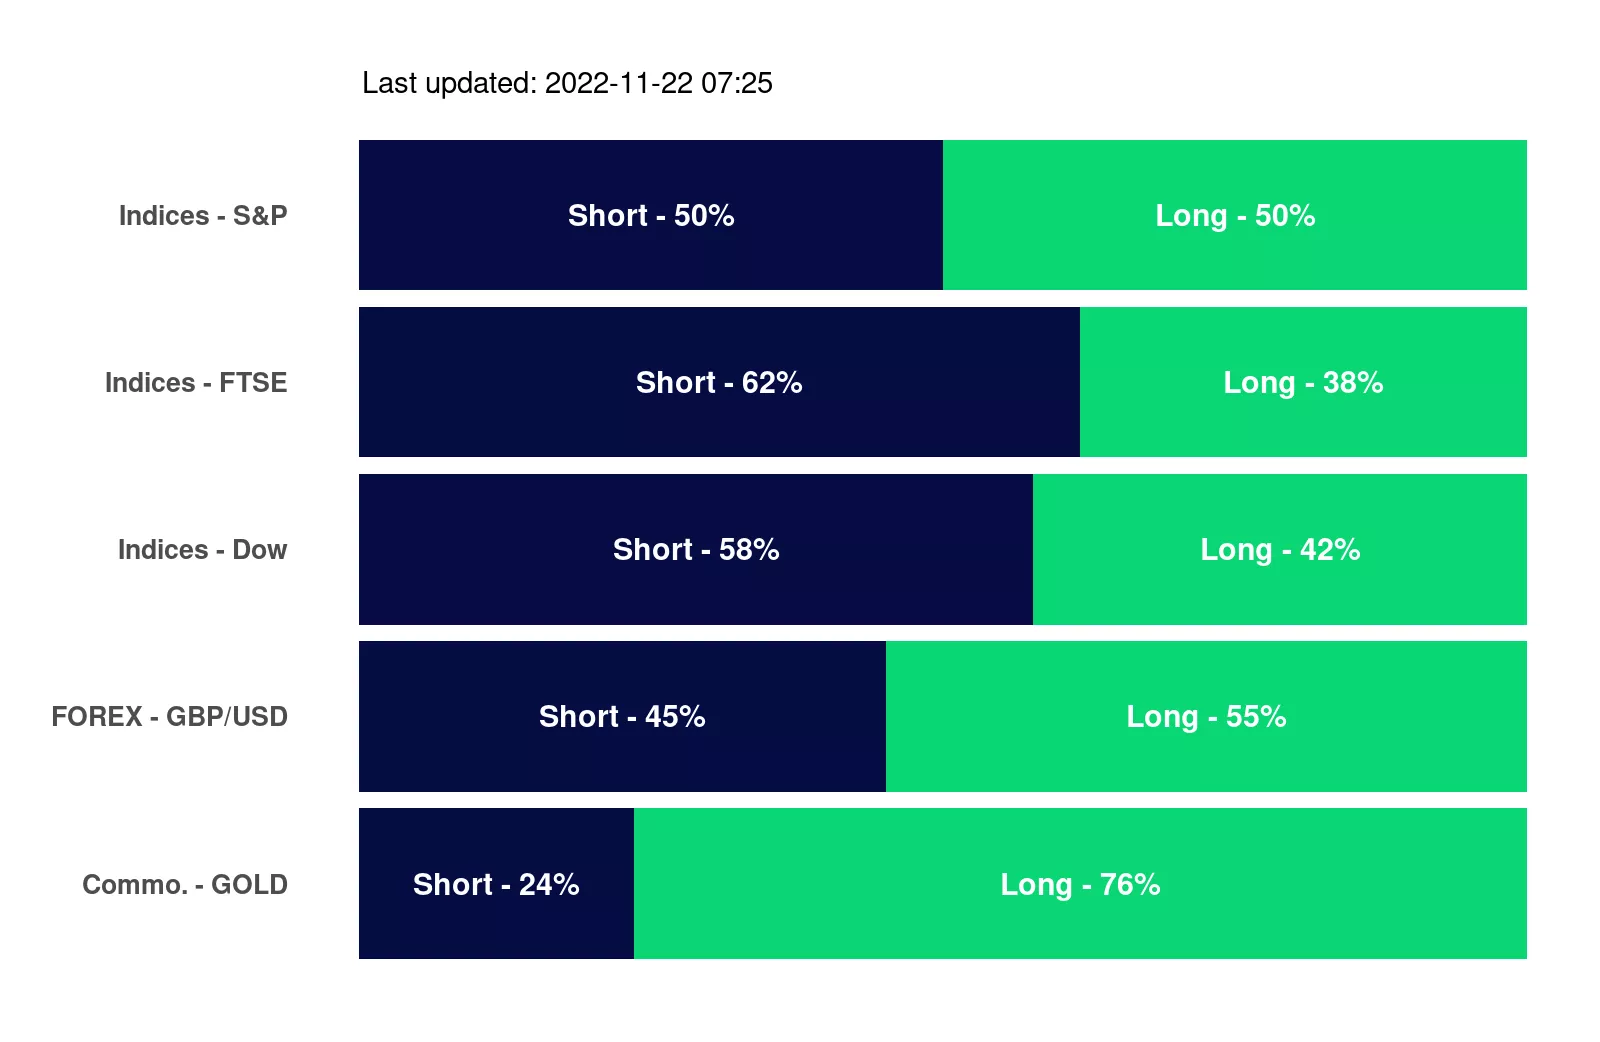 Last updated: 2022-11-22 07:25
Indices - S&P Short - 50% Long - 50%
Indices - FTSE Short - 62% Long - 38%
Indices - Dow Short - 58% Long - 42%
FOREX - GBP/USD Short - 45% Long - 55%
Commo. - GOLD Short - 24% Long - 76%